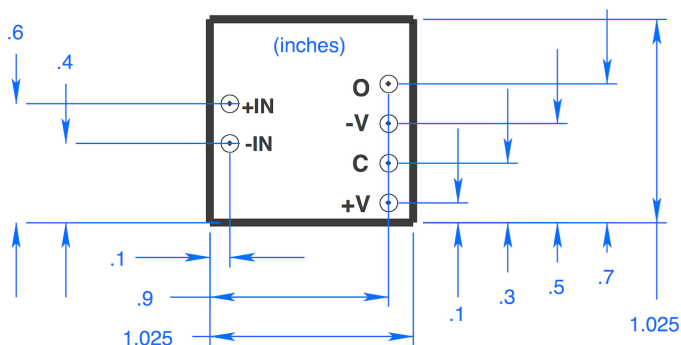 .6
(inches)
.4
O
+IN
-V
-IN
C
+V
.1
.7
.5
.3
.9
.1
1.025
1.025